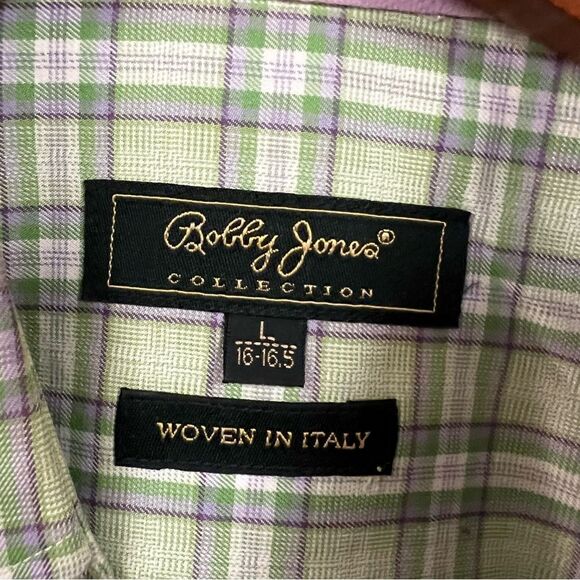 Bobby Jones®
COLLECTION
L
16-16.5
WOVEN IN ITALY